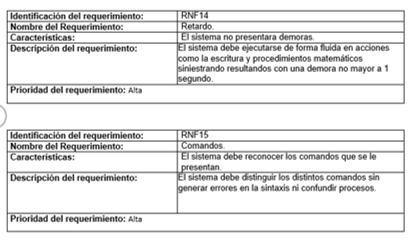 Identificación del requerimiento: RNF14
Nombre del Requerimiento: Retardo.
Características: El sistema no presentara demoras.
Descripción del requerimiento: El sistema debe ejecutarse de forma fluida en acciones
como la escritura y procedimientos matemáticos
siniestrando resultandos con una demora no mayor a 1
segundo.
Prioridad del requerimiento: Alta
Identificación del requerimiento: RNF15
Nombre del Requerimiento: Comandos.
Características: El sistema debe reconocer los comandos que se le
presentan.
Descripción del requerimiento: El sistema debe distinguir los distintos comandos sin
generar errores en la sintaxis ni confundir procesos.
Prioridad del requerimiento: Alta